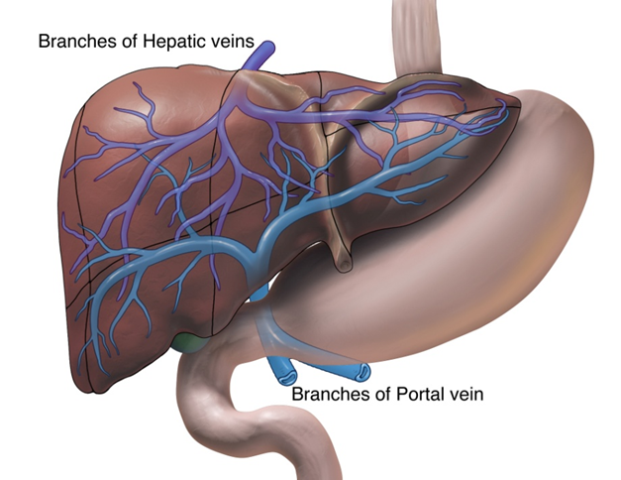 Branches of Hepatic veins
Branches of Portal vein